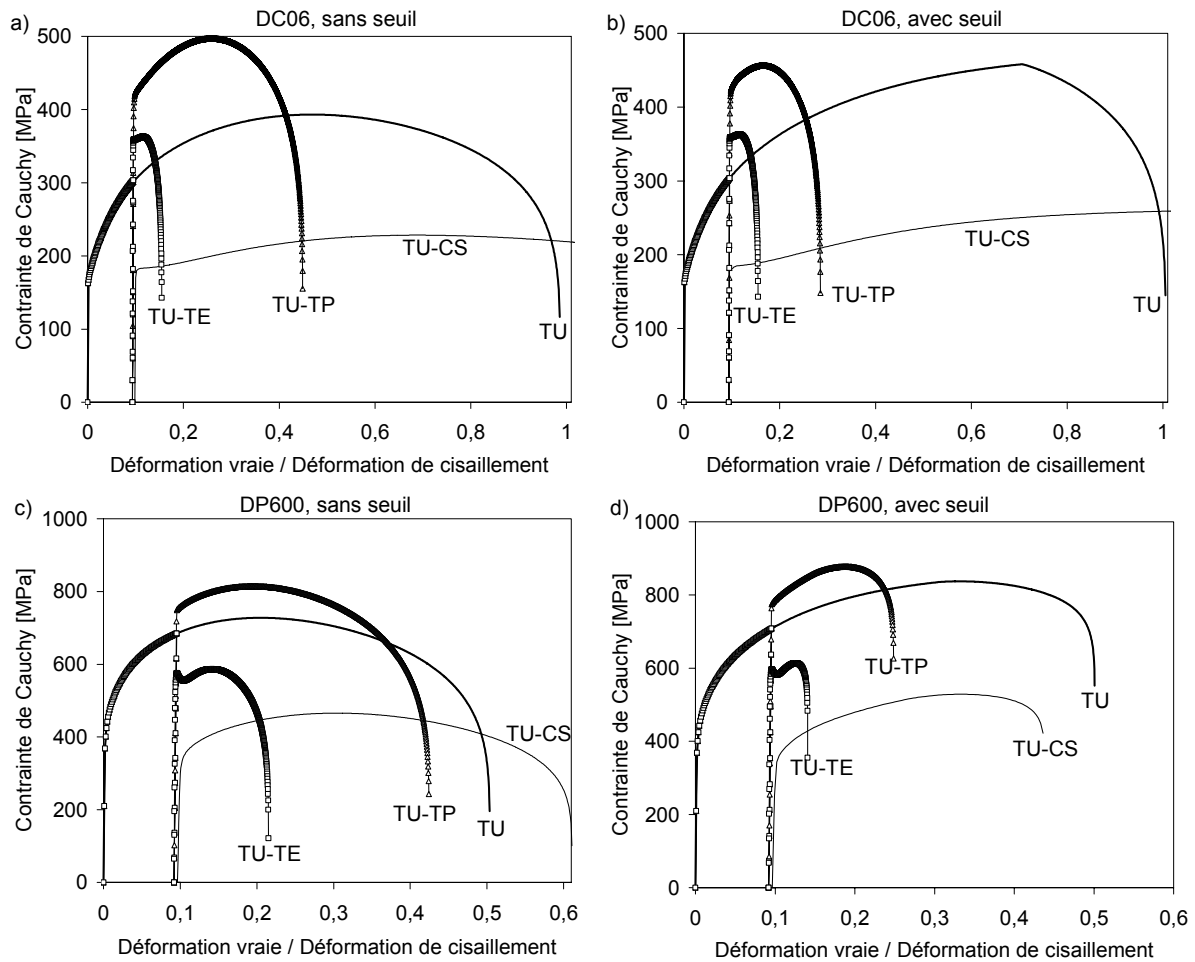 a)
DC06, sans seuil
Contrainte de Cauchy [MPa]
500
400
300
200
100
0
TU-CS
TU-TE
TU-TP
TU
0 0,2 0,4 0,6 0,8 1
Déformation vraie / Déformation de cisaillement
b)
DC06, avec seuil
Contrainte de Cauchy [MPa]
500
400
300
200
100
0
TU-CS
TU-TE
TU-TP
TU
0 0,2 0,4 0,6 0,8 1
Déformation vraie / Déformation de cisaillement
c)
DP600, sans seuil
Contrainte de Cauchy [MPa]
1000
800
600
400
200
0
TU-CS
TU-TP
TU
TU-TE
0 0,1 0,2 0,3 0,4 0,5 0,6
Déformation vraie / Déformation de cisaillement
d)
DP600, avec seuil
Contrainte de Cauchy [MPa]
1000
800
600
400
200
0
TU-TP
TU
TU-CS
TU-TE
0 0,1 0,2 0,3 0,4 0,5 0,6
Déformation vraie / Déformation de cisaillement